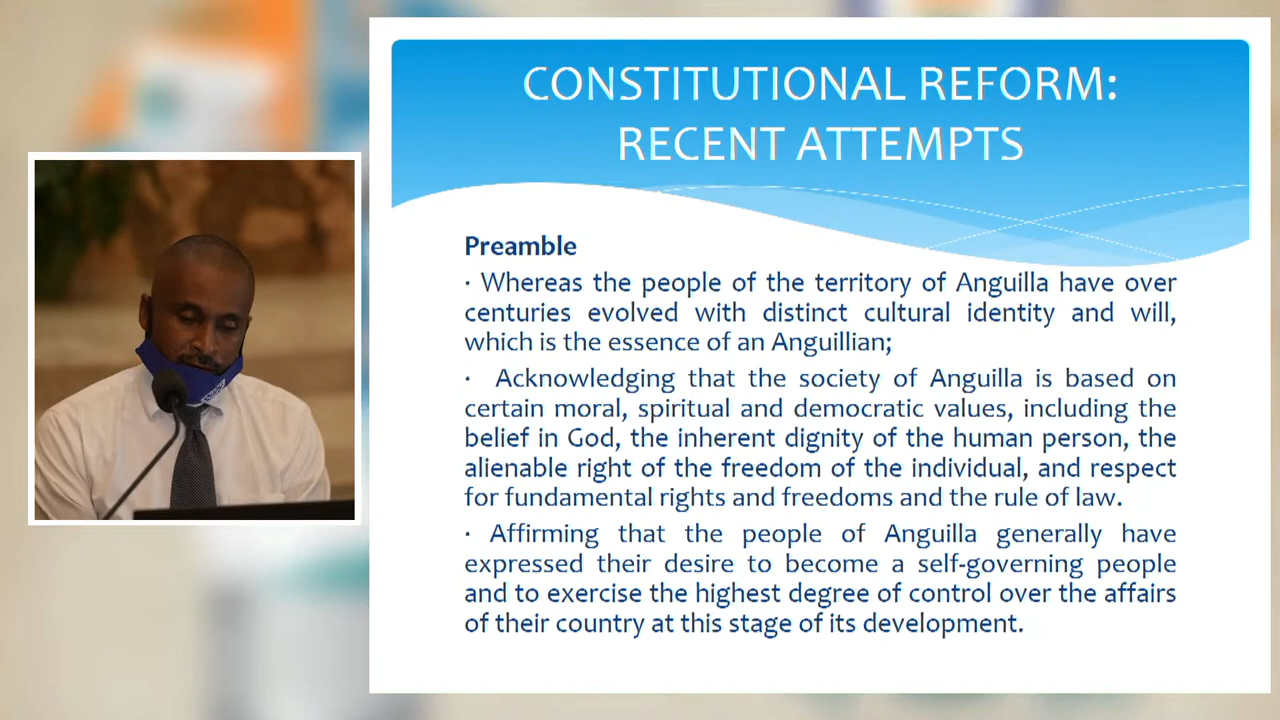 CONSTITUTIONAL REFORM:
RECENT ATTEMPTS
Preamble
· Whereas the people of the territory of Anguilla have over
centuries evolved with distinct cultural identity and will,
which is the essence of an Anguillian;
· Acknowledging that the society of Anguilla is based on
certain moral, spiritual and democratic values, including the
belief in God, the inherent dignity of the human person, the
alienable right of the freedom of the individual, and respect
for fundamental rights and freedoms and the rule of law.
· Affirming that the people of Anguilla generally have
expressed their desire to become a self-governing people
and to exercise the highest degree of control over the affairs
of their country at this stage of its development.